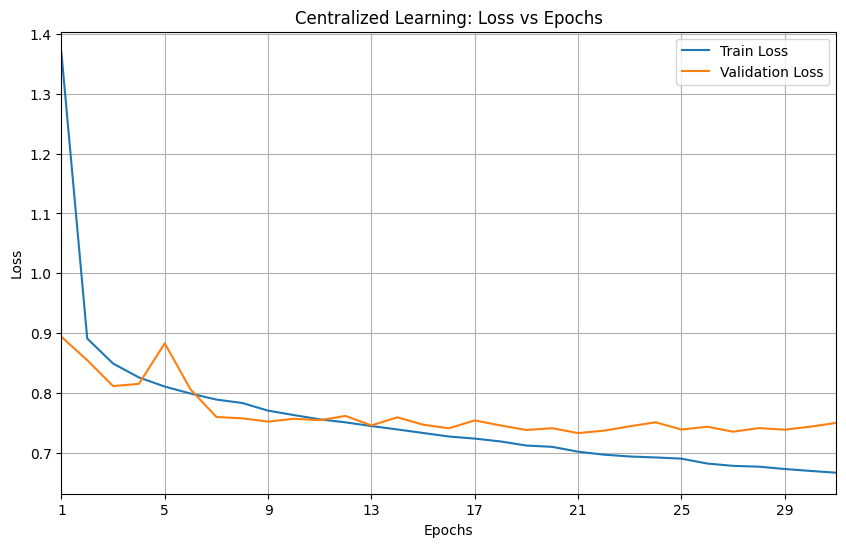 Centralized Learning: Loss vs Epochs
Train Loss
Validation Loss
Loss
1.4
1.3
1.2
1.1
1.0
0.9
0.8
0.7
1 5 9 13 17 21 25 29
Epochs